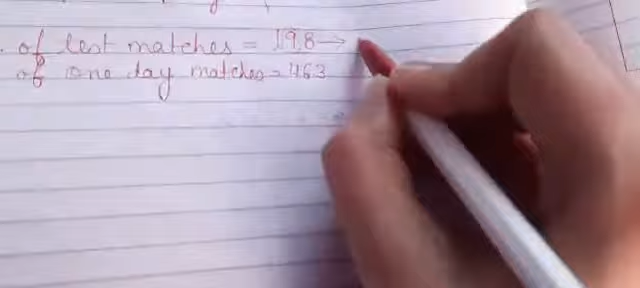 . of test matches = 198 →
of one day matches = 463